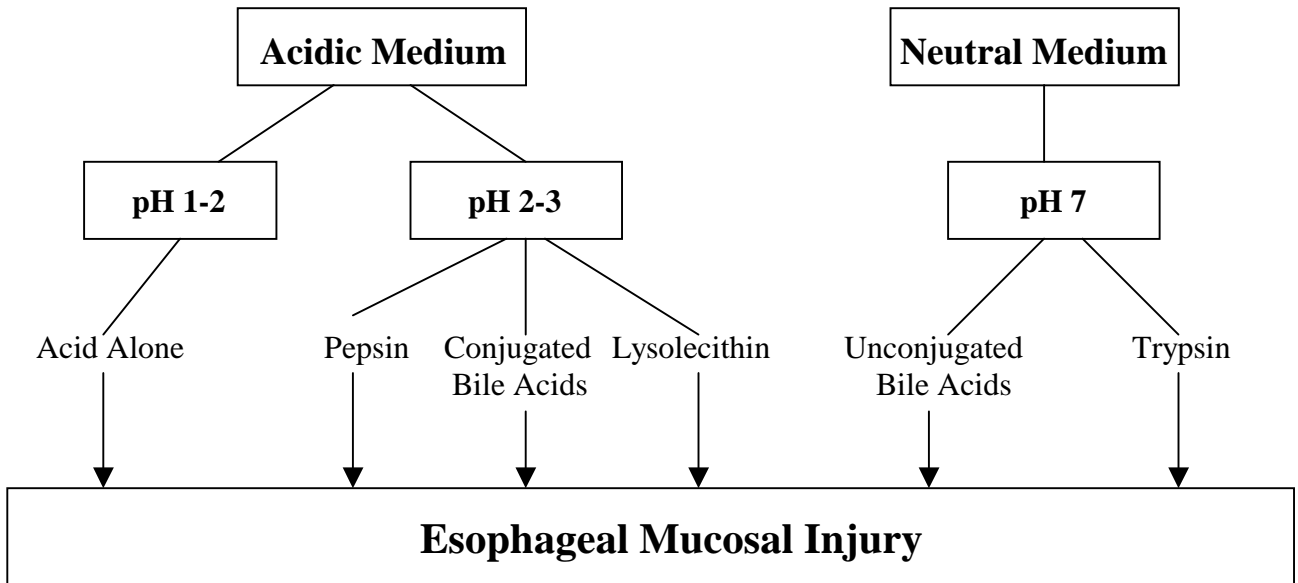 Acidic Medium
Neutral Medium
pH 1-2
pH 2-3
pH 7
Acid Alone
Pepsin
Conjugated
Bile Acids
Lysolecithin
Unconjugated
Bile Acids
Trypsin
Esophageal Mucosal Injury